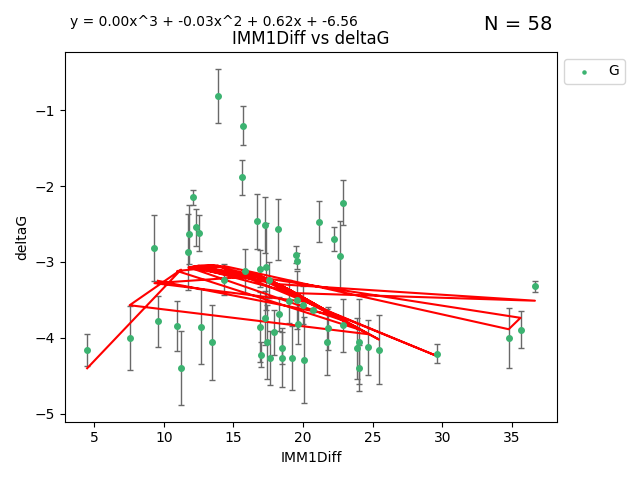 y = 0.00x^3 + -0.03x^2 + 0.62x + -6.56
N = 58
IMM1Diff vs deltaG
G
deltaG
−1
−2
−3
−4
−5
5 10 15 20 25 30 35
IMM1Diff